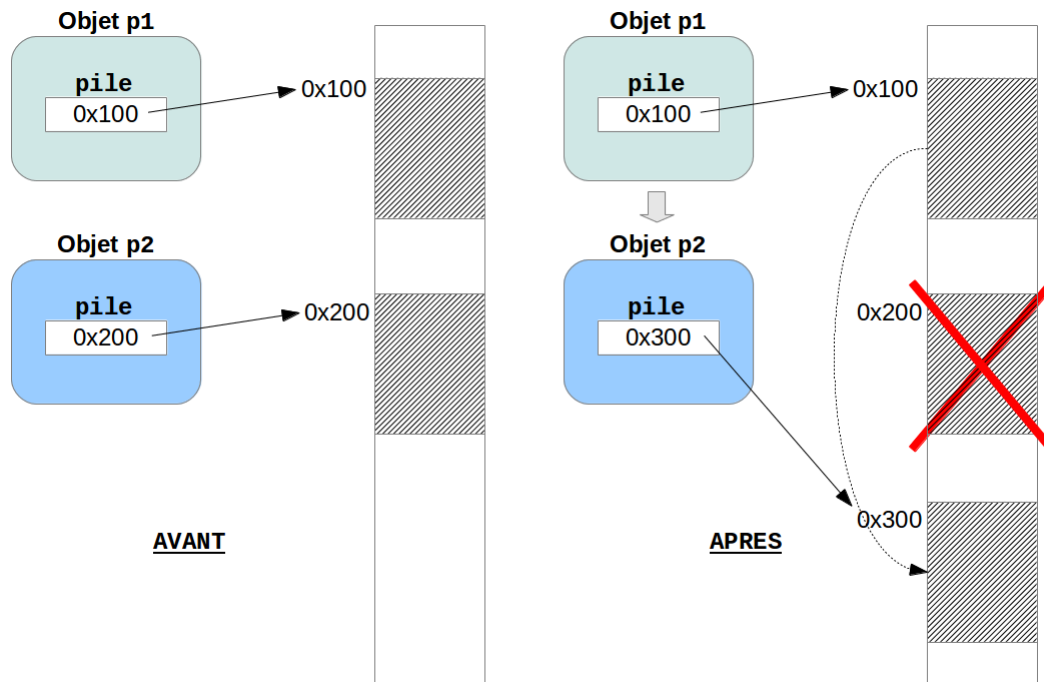 Objet p1
pile
0x100
0x100
Objet p2
pile
0x200
0x200
AVANT
Objet p1
pile
0x100
0x100
Objet p2
pile
0x300
0x200
0x300
APRES